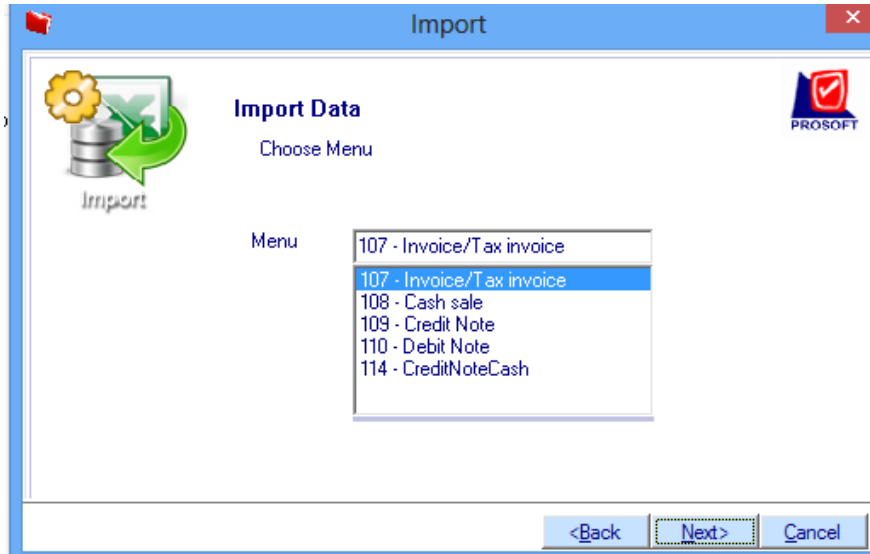 Import
Import Data
Choose Menu
PROSOFT
Import
Menu
107 - Invoice/Tax invoice
107 - Invoice/Tax invoice
108 - Cash sale
109 - Credit Note
110 - Debit Note
114 - CreditNoteCash
<Back
Next>
Cancel